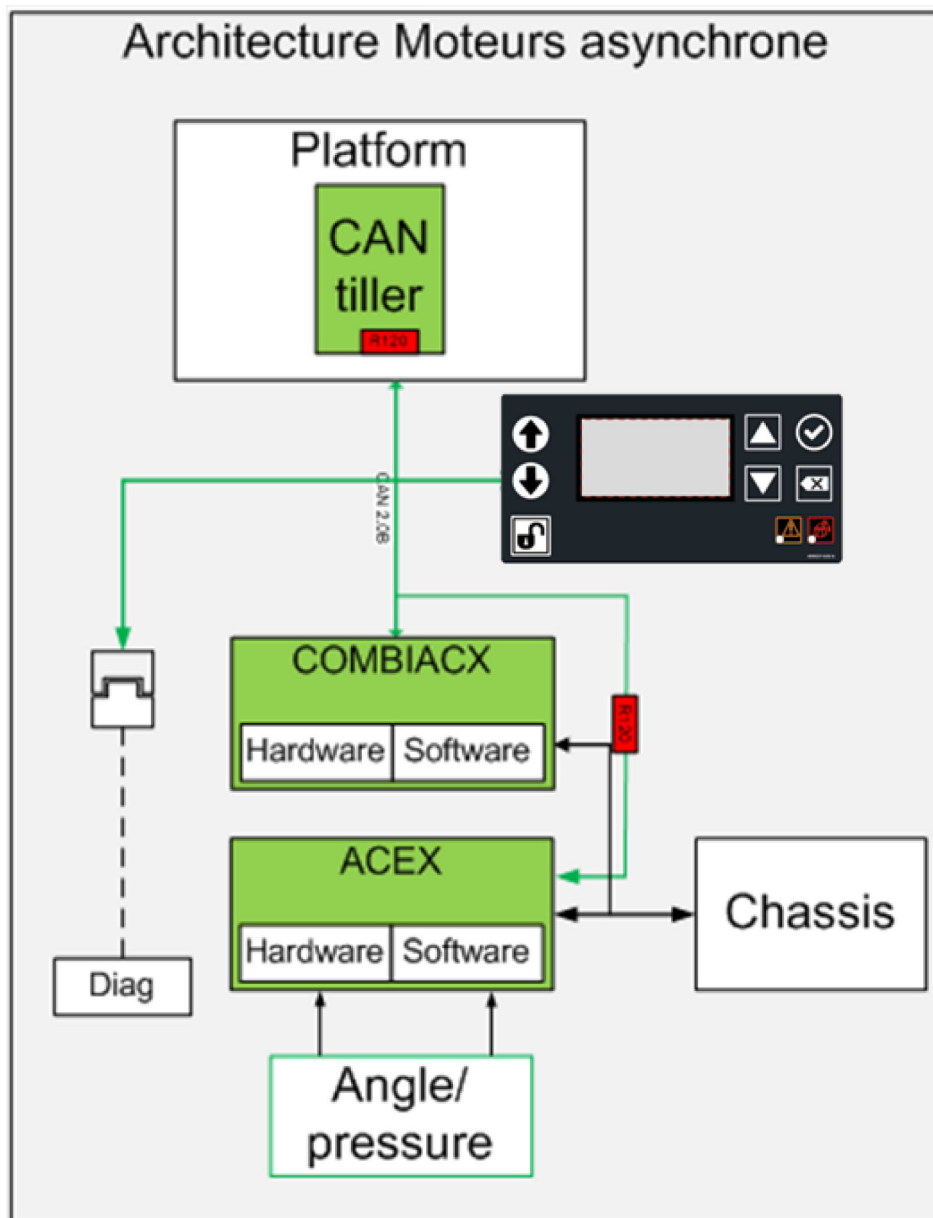 Architecture Moteurs asynchrone
Platform
CAN
tiller
R120
CAN 2.0B
COMBIACX
Hardware
Software
R120
ACEX
Hardware
Software
Chassis
Diag
Angle/
pressure